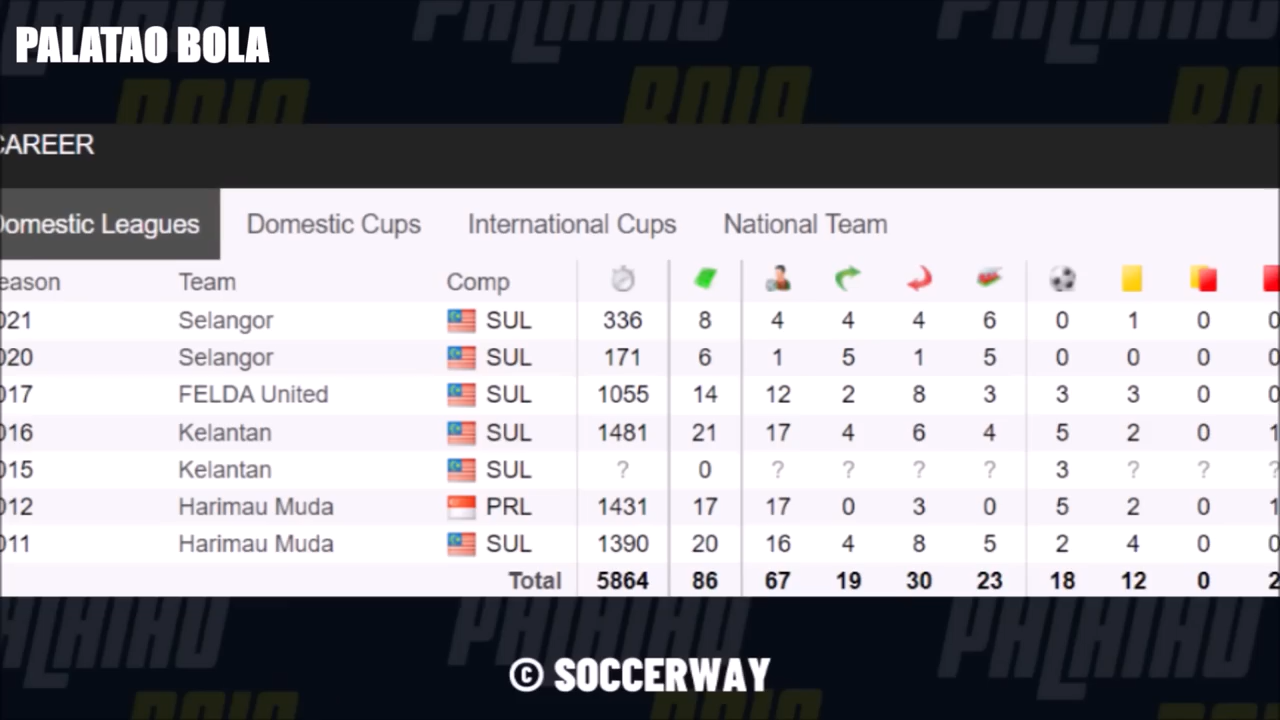 PALATAO BOLA
CAREER
Domestic Leagues Domestic Cups International Cups National Team
eason Team Comp
021 Selangor SUL 336 8 4 4 4 6 0 1 0 0
020 Selangor SUL 171 6 1 5 1 5 0 0 0 0
017 FELDA United SUL 1055 14 12 2 8 3 3 3 0 0
016 Kelantan SUL 1481 21 17 4 6 4 5 2 0 1
015 Kelantan SUL ? 0 ? ? ? ? 3 ? ? ?
012 Harimau Muda PRL 1431 17 17 0 3 0 5 2 0 1
011 Harimau Muda SUL 1390 20 16 4 8 5 2 4 0 0
Total 5864 86 67 19 30 23 18 12 0 2
© SOCCERWAY